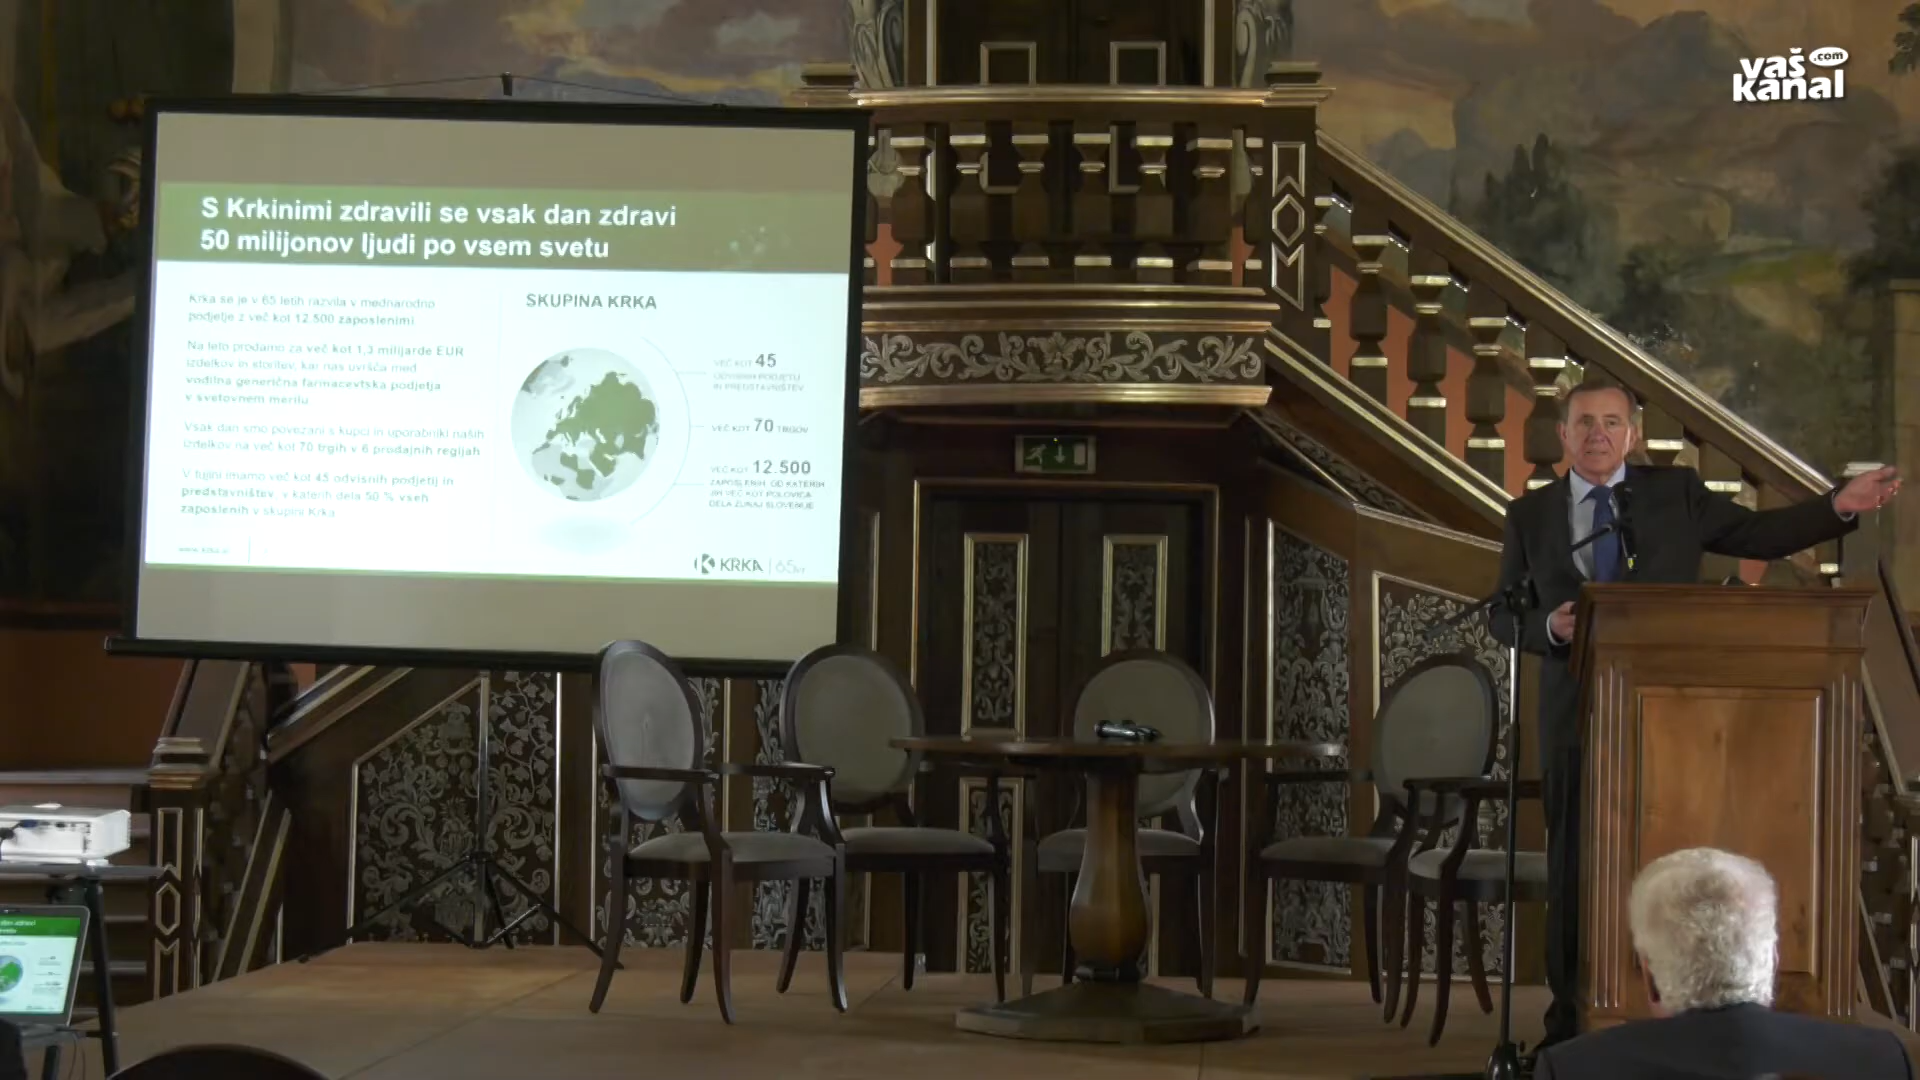 vaš .com
kanal
S Krkinimi zdravili se vsak dan zdravi
50 milijonov ljudi po vsem svetu
Krka se je v 65 letih razvila v mednarodno
podjetje z več kot 12.500 zaposlenimi.
Na leto prodamo za več kot 1,3 milijarde EUR
izdelkov in storitev, kar nas uvršča med
vodilna generična farmacevtska podjetja
v svetovnem merilu.
Vsak dan smo povezani s kupci in uporabniki naših
izdelkov na več kot 70 trgih v 6 prodajnih regijah.
V tujini imamo več kot 45 odvisnih podjetij in
predstavništev, v katerih dela 50 % vseh
zaposlenih v skupini Krka.
SKUPINA KRKA
VEČ KOT 45
ODVISNIH PODJETIJ
IN PREDSTAVNIŠTEV
VEČ KOT 70 TRGOV
VEČ KOT 12.500
ZAPOSLENIH, OD KATERIH
JIH VEČ KOT POLOVICA
DELA ZUNAJ SLOVENIJE
www.krka.si
KRKA 65 let